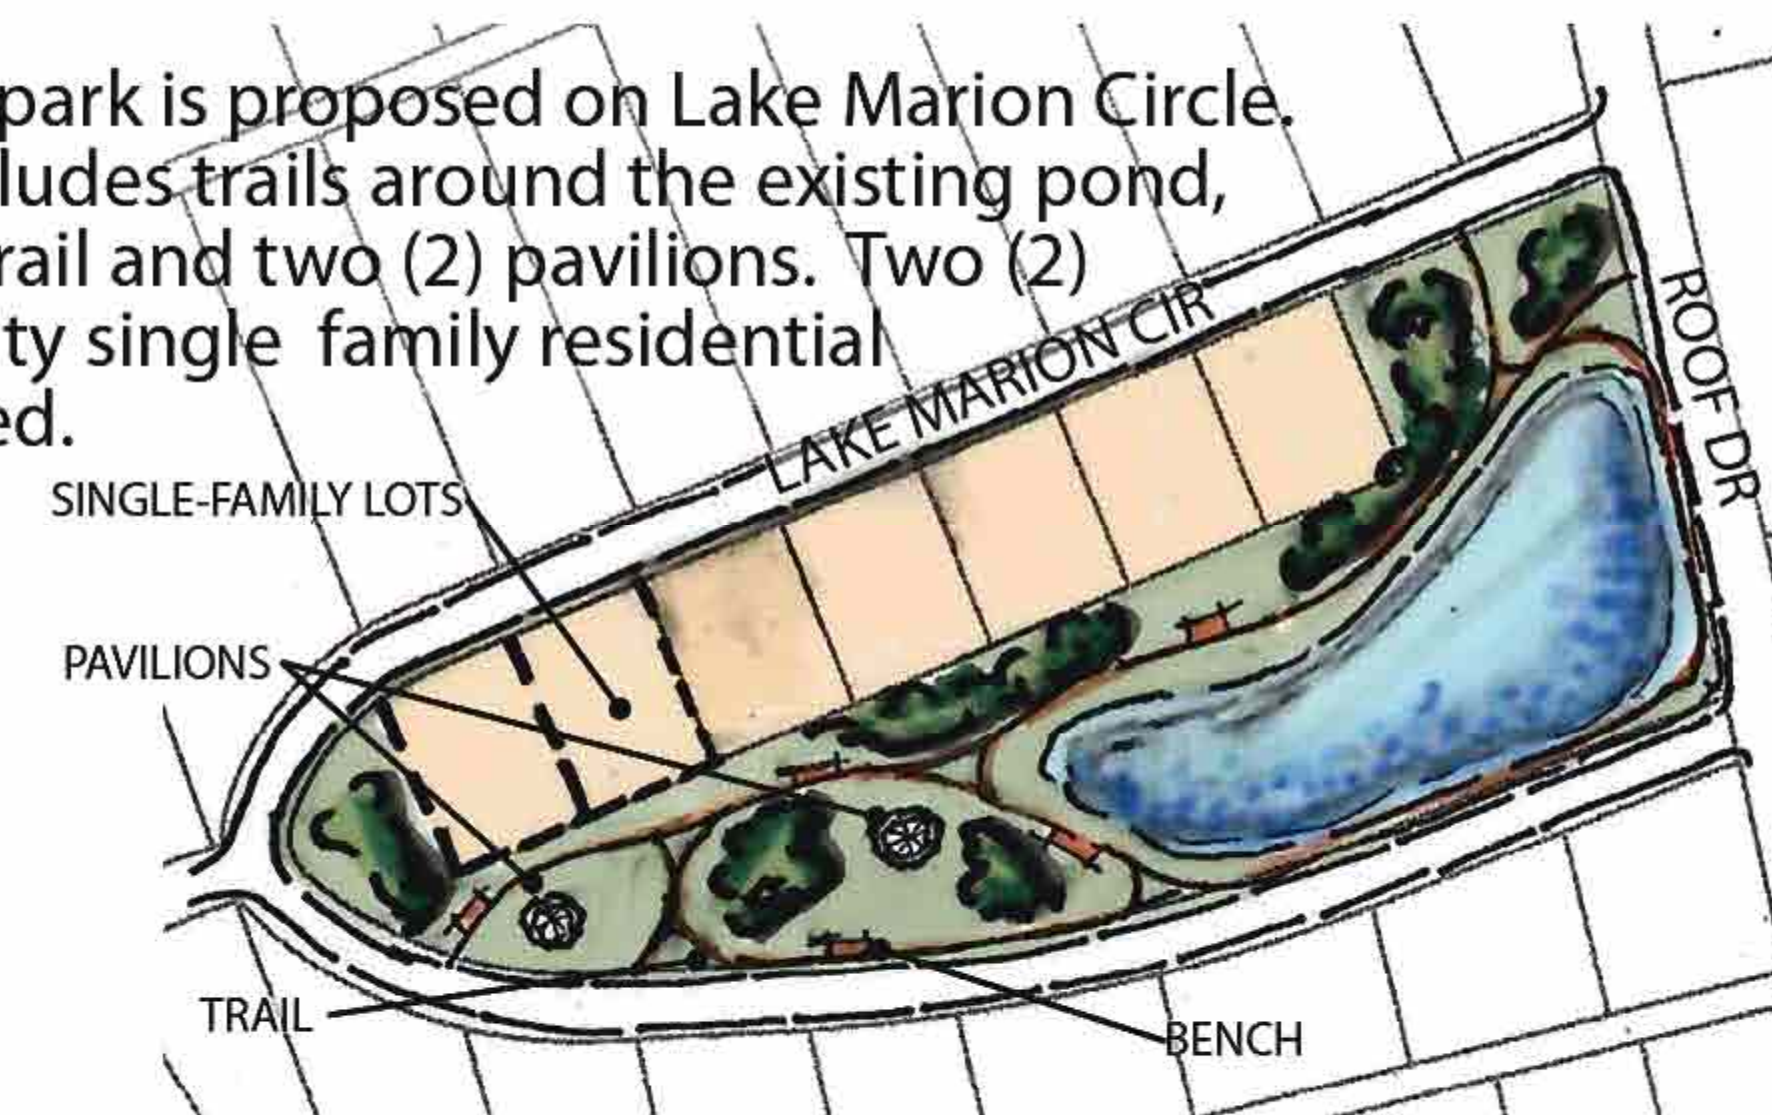 park is proposed on Lake Marion Circle.
ludes trails around the existing pond,
rail and two (2) pavilions. Two (2)
ty single family residential
ed.
LAKE MARION CIR
ROOF DR
SINGLE-FAMILY LOTS
PAVILIONS
TRAIL
BENCH